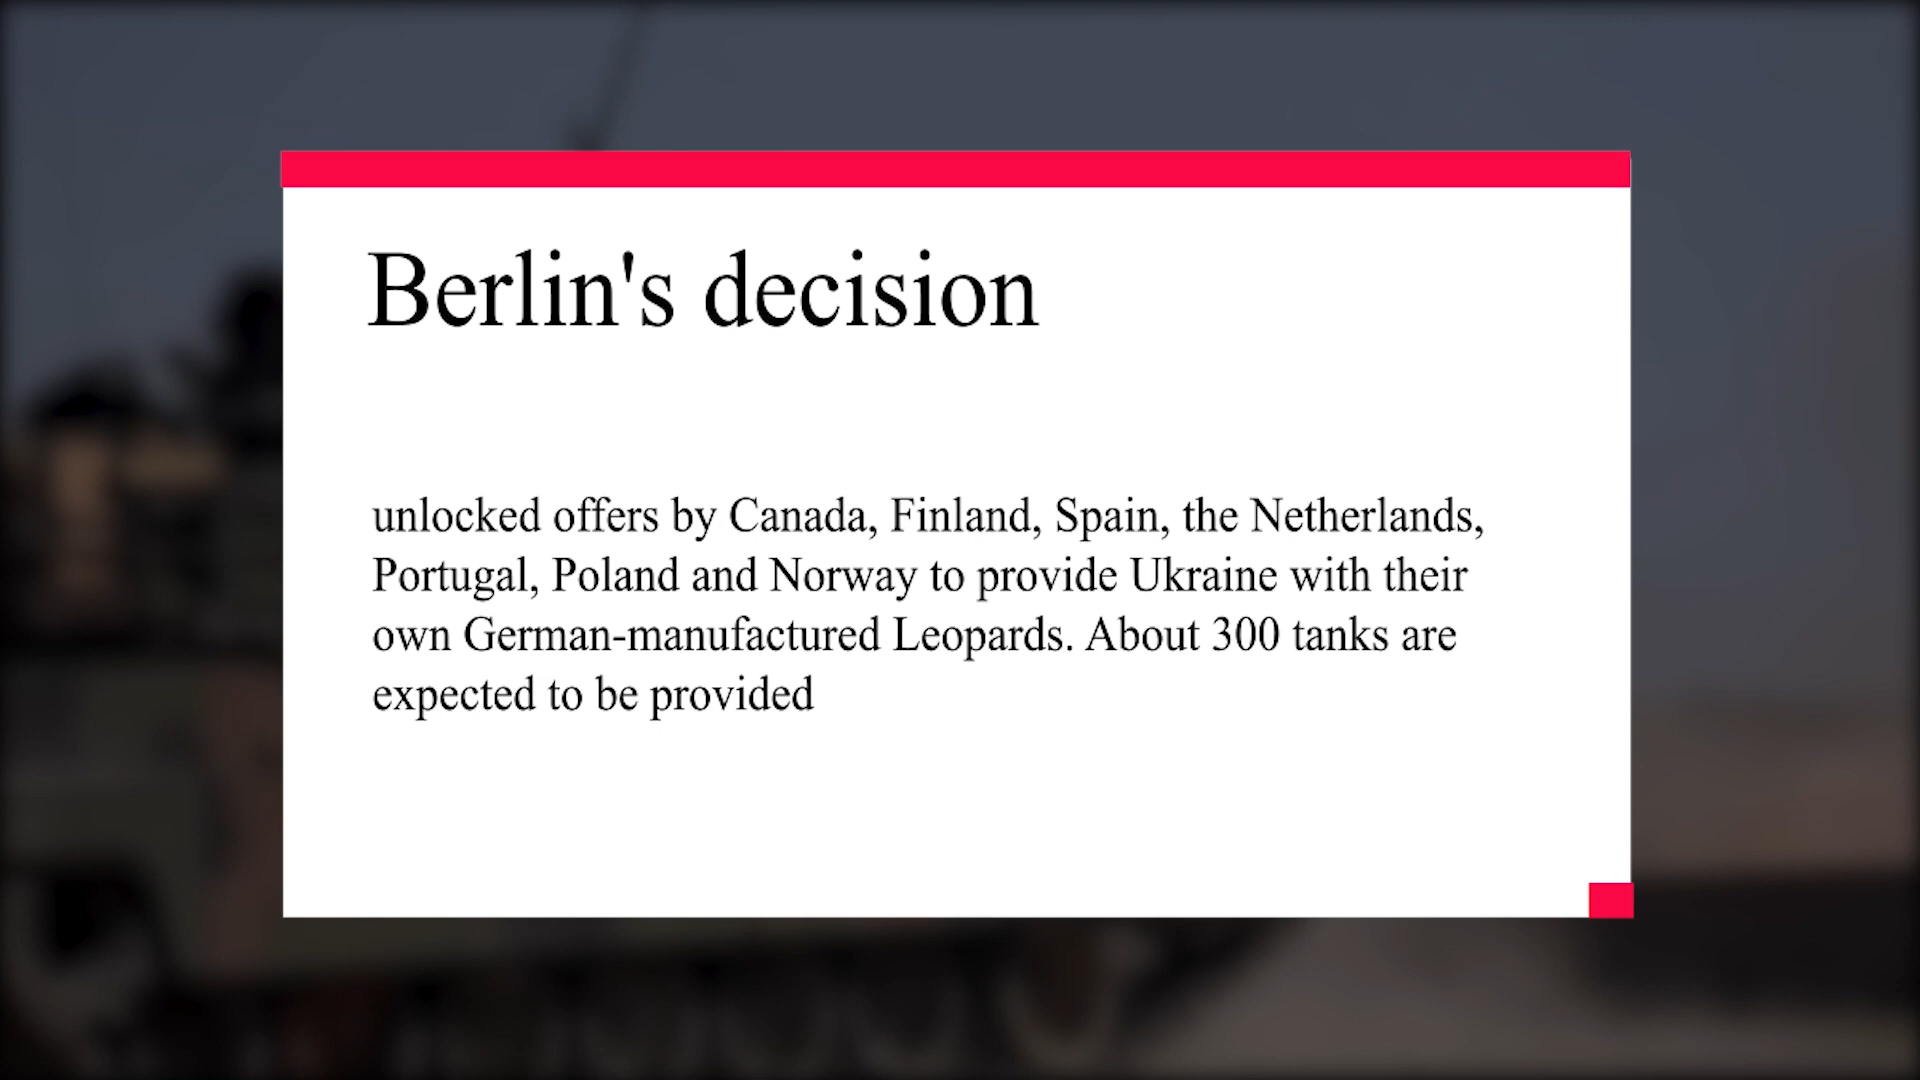 Berlin's decision
unlocked offers by Canada, Finland, Spain, the Netherlands,
Portugal, Poland and Norway to provide Ukraine with their
own German-manufactured Leopards. About 300 tanks are
expected to be provided